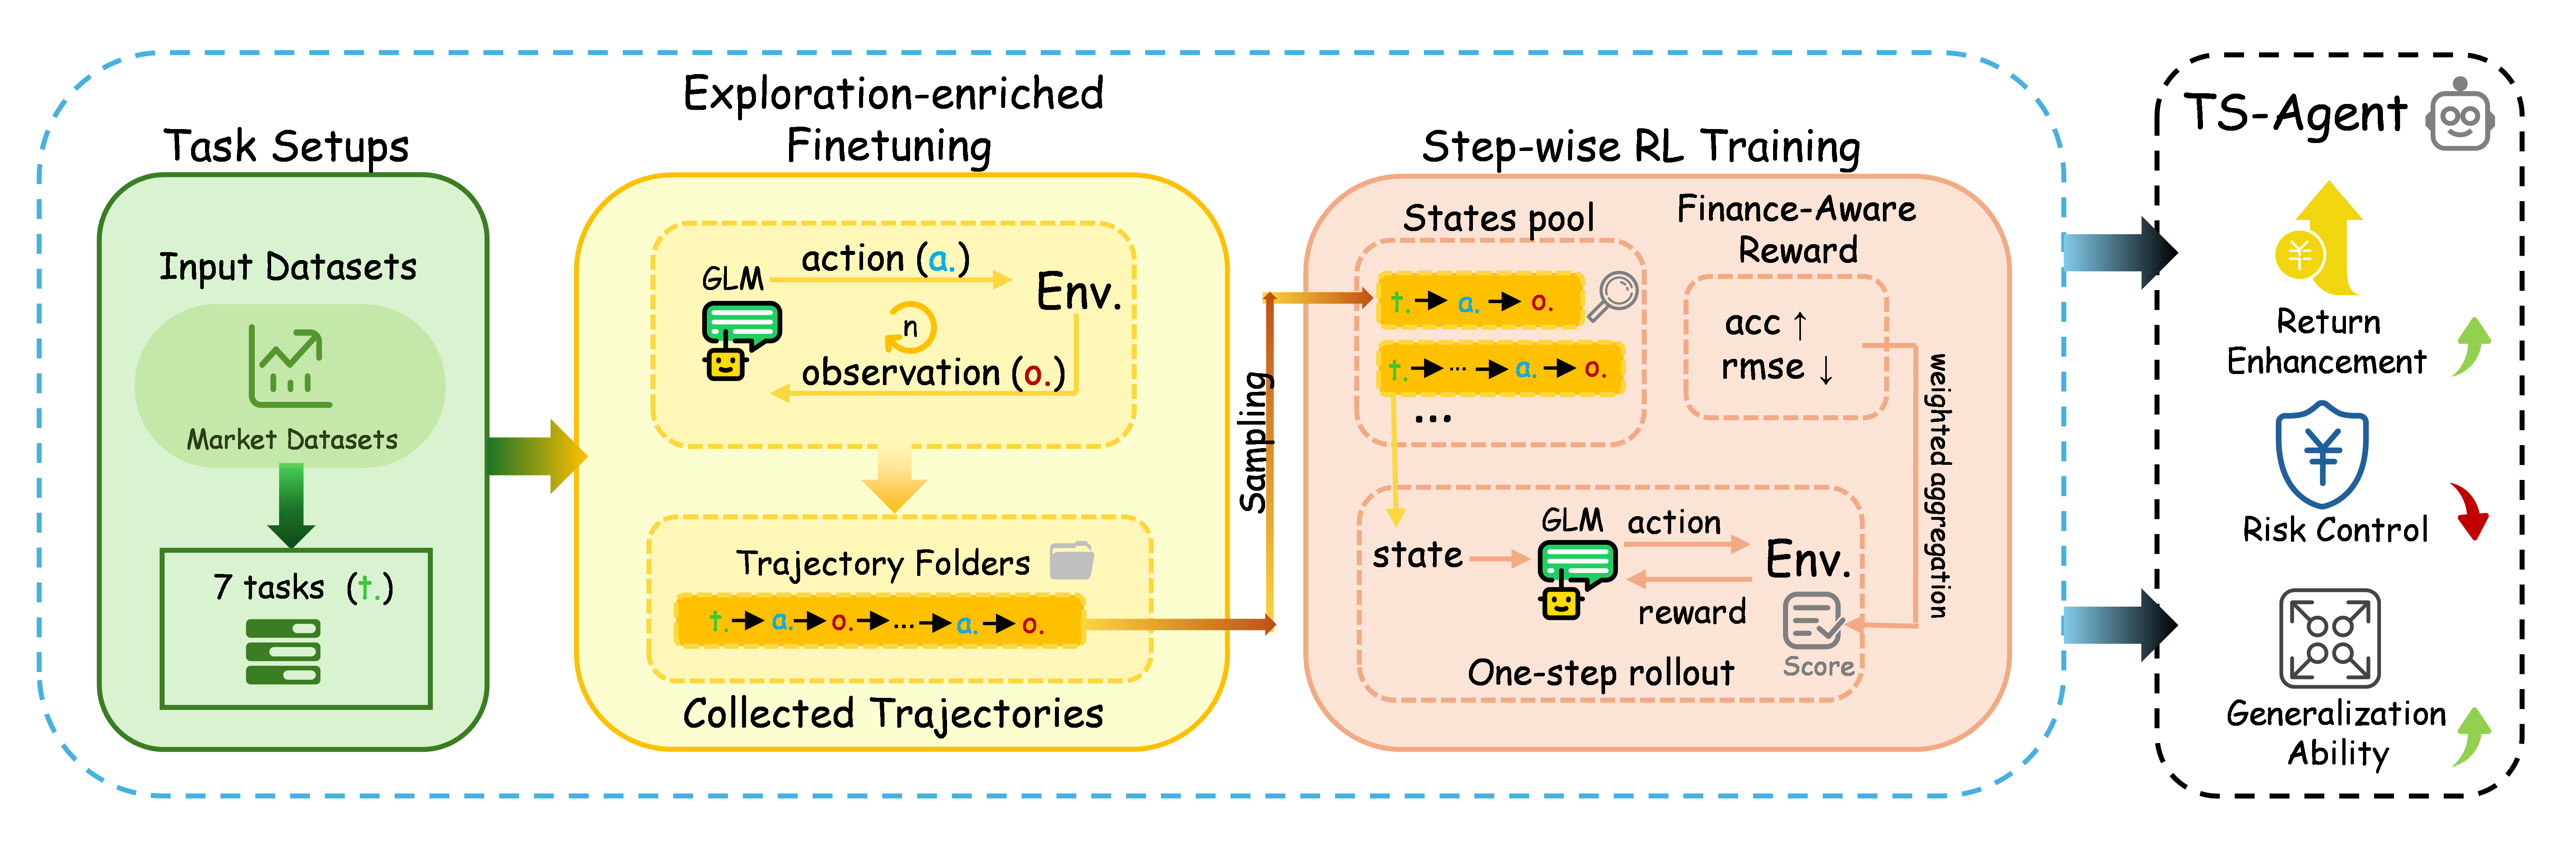 Task Setups
Input Datasets
Market Datasets
7 tasks (t.)
Exploration-enriched
Finetuning
GLM
action (a.)
Env.
n
observation (o.)
Trajectory Folders
t. a. o. ... a. o.
Collected Trajectories
Sampling
Step-wise RL Training
States pool
t. a. o.
t. ... a. o.
...
Finance-Aware
Reward
acc ↑
rmse ↓
weighted aggregation
state
GLM
action
Env.
reward
Score
One-step rollout
TS-Agent
Return
Enhancement
Risk Control
Generalization
Ability